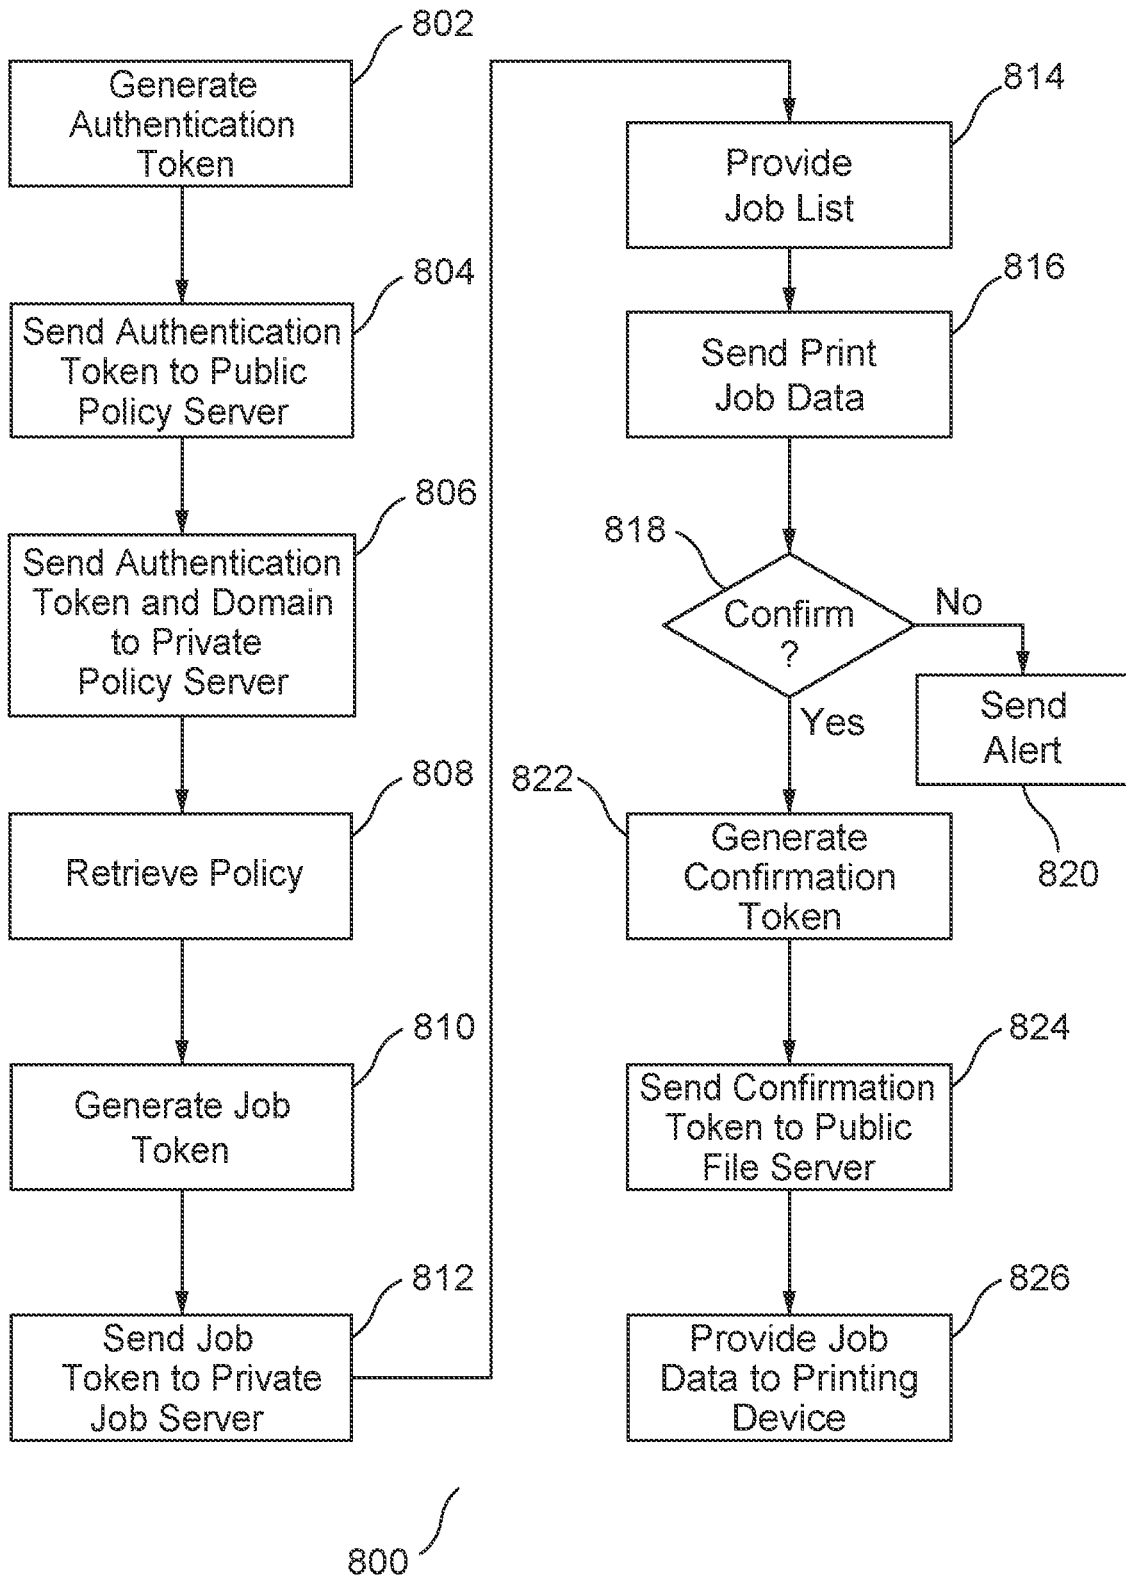 802
Generate
Authentication
Token
804
Send Authentication
Token to Public
Policy Server
806
Send Authentication
Token and Domain
to Private
Policy Server
808
Retrieve Policy
810
Generate Job
Token
812
Send Job
Token to Private
Job Server
814
Provide
Job List
816
Send Print
Job Data
818
Confirm
?
No
Yes
Send
Alert
820
822
Generate
Confirmation
Token
824
Send Confirmation
Token to Public
File Server
826
Provide Job
Data to Printing
Device
800